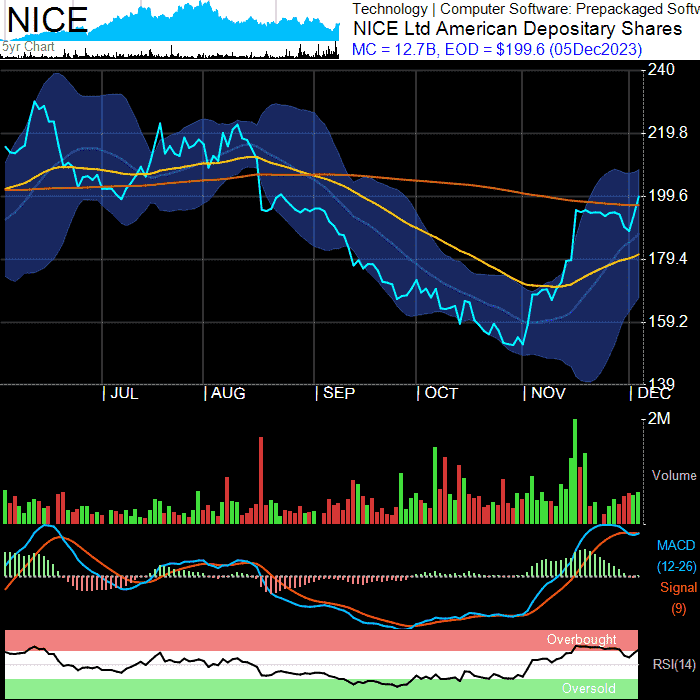 NICE
5yr Chart
Technology | Computer Software: Prepackaged Softw
NICE Ltd American Depositary Shares
MC = 12.7B, EOD = $199.6 (05Dec2023)
240
219.8
199.6
179.4
159.2
139
JUL
AUG
SEP
OCT
NOV
DEC
2M
Volume
MACD
(12-26)
Signal
(9)
Overbought
RSI(14)
Oversold